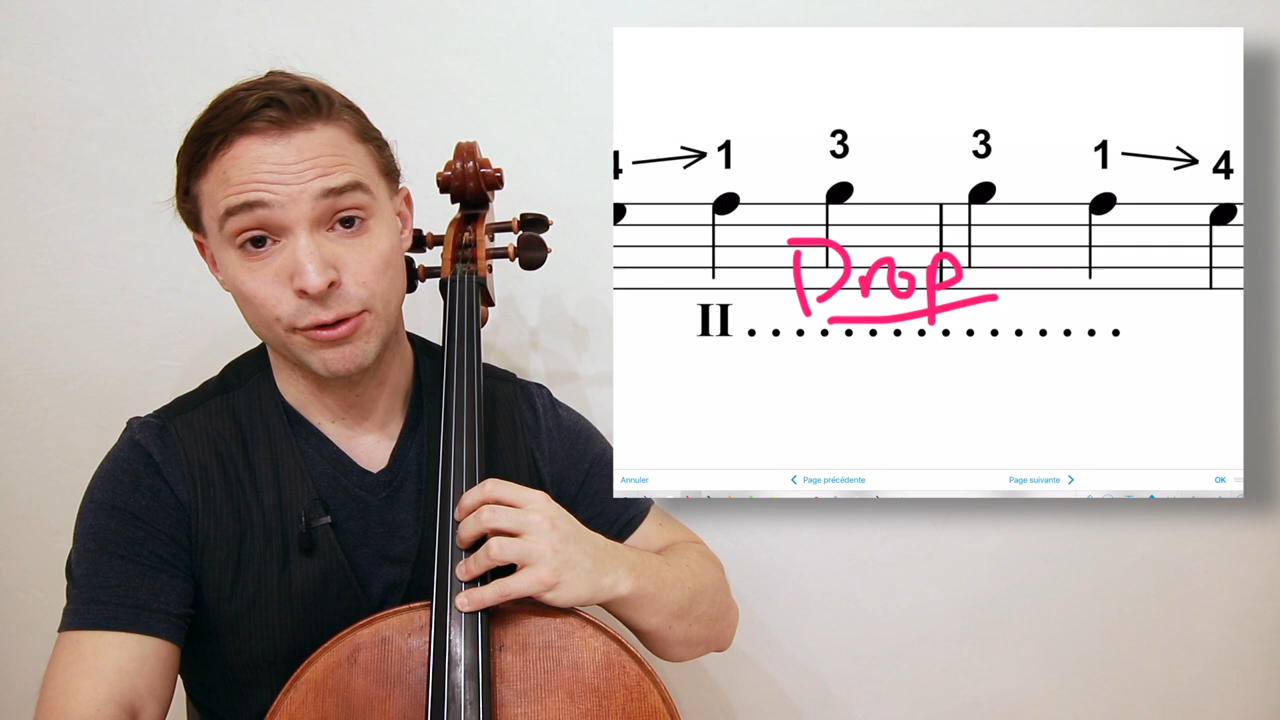 4 1 3 3 1 4
Drop
II . . . . . . . . . . . . . . . .
Annuler Page précédente Page suivante OK